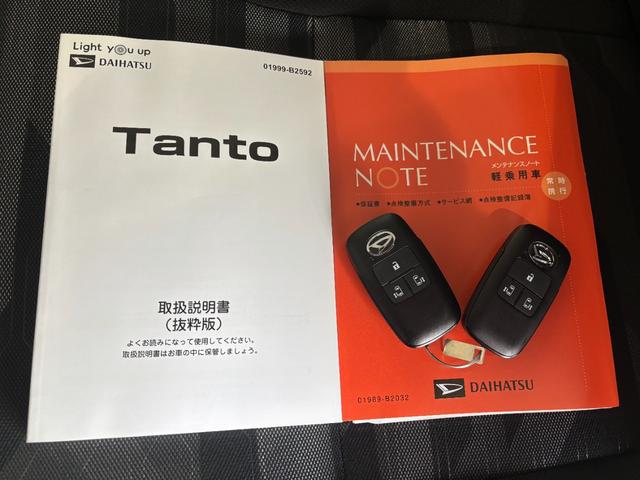 Light you up
DAIHATSU
01999-B2592
Tanto
取扱説明書
（抜粋版）
よくお読みになって使用してください。
取扱説明書はお車の中に保管しましょう。
MAINTENANCE
NOTE
メンテナンスノート
軽乗用車
常時
携行
●保証書 ●点検整備方式 ●サービス網 ●点検整備記録簿
DAIHATSU
01989-B2032